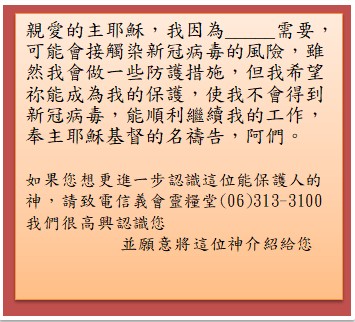 親愛的主耶穌，我因為_____需要，
可能會接觸染新冠病毒的風險，雖
然我會做一些防護措施，但我希望
祢能成為我的保護，使我不會得到
新冠病毒，能順利繼續我的工作，
奉主耶穌基督的名禱告，阿們。
如果您想更進一步認識這位能保護人的
神，請致電信義會靈糧堂(06)313-3100
我們很高興認識您
並願意將這位神介紹給您